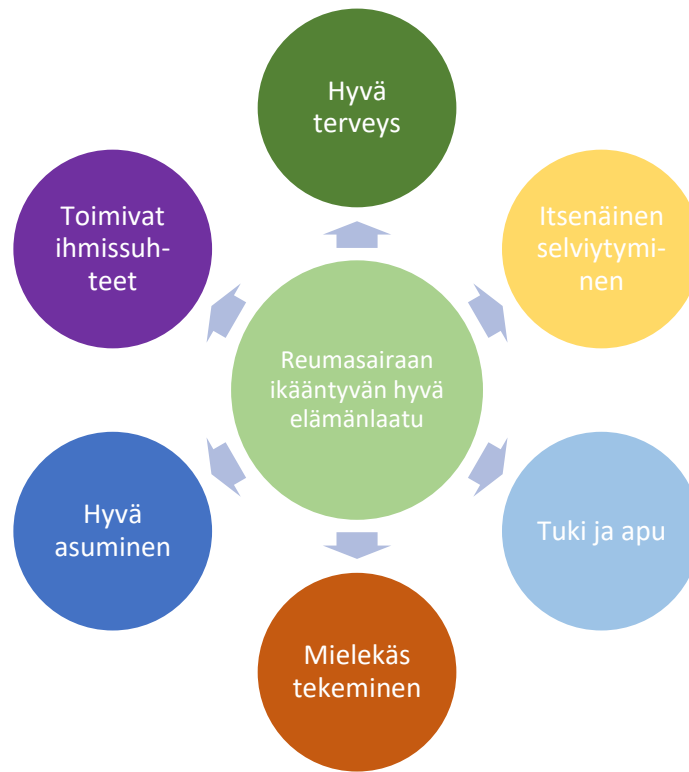 Hyvä
terveys
Itsenäinen
selviytymi-
nen
Tuki ja apu
Mielekäs
tekeminen
Hyvä
asuminen
Toimivat
ihmissuh-
teet
Reumasairaan
ikääntyvän hyvä
elämänlaatu